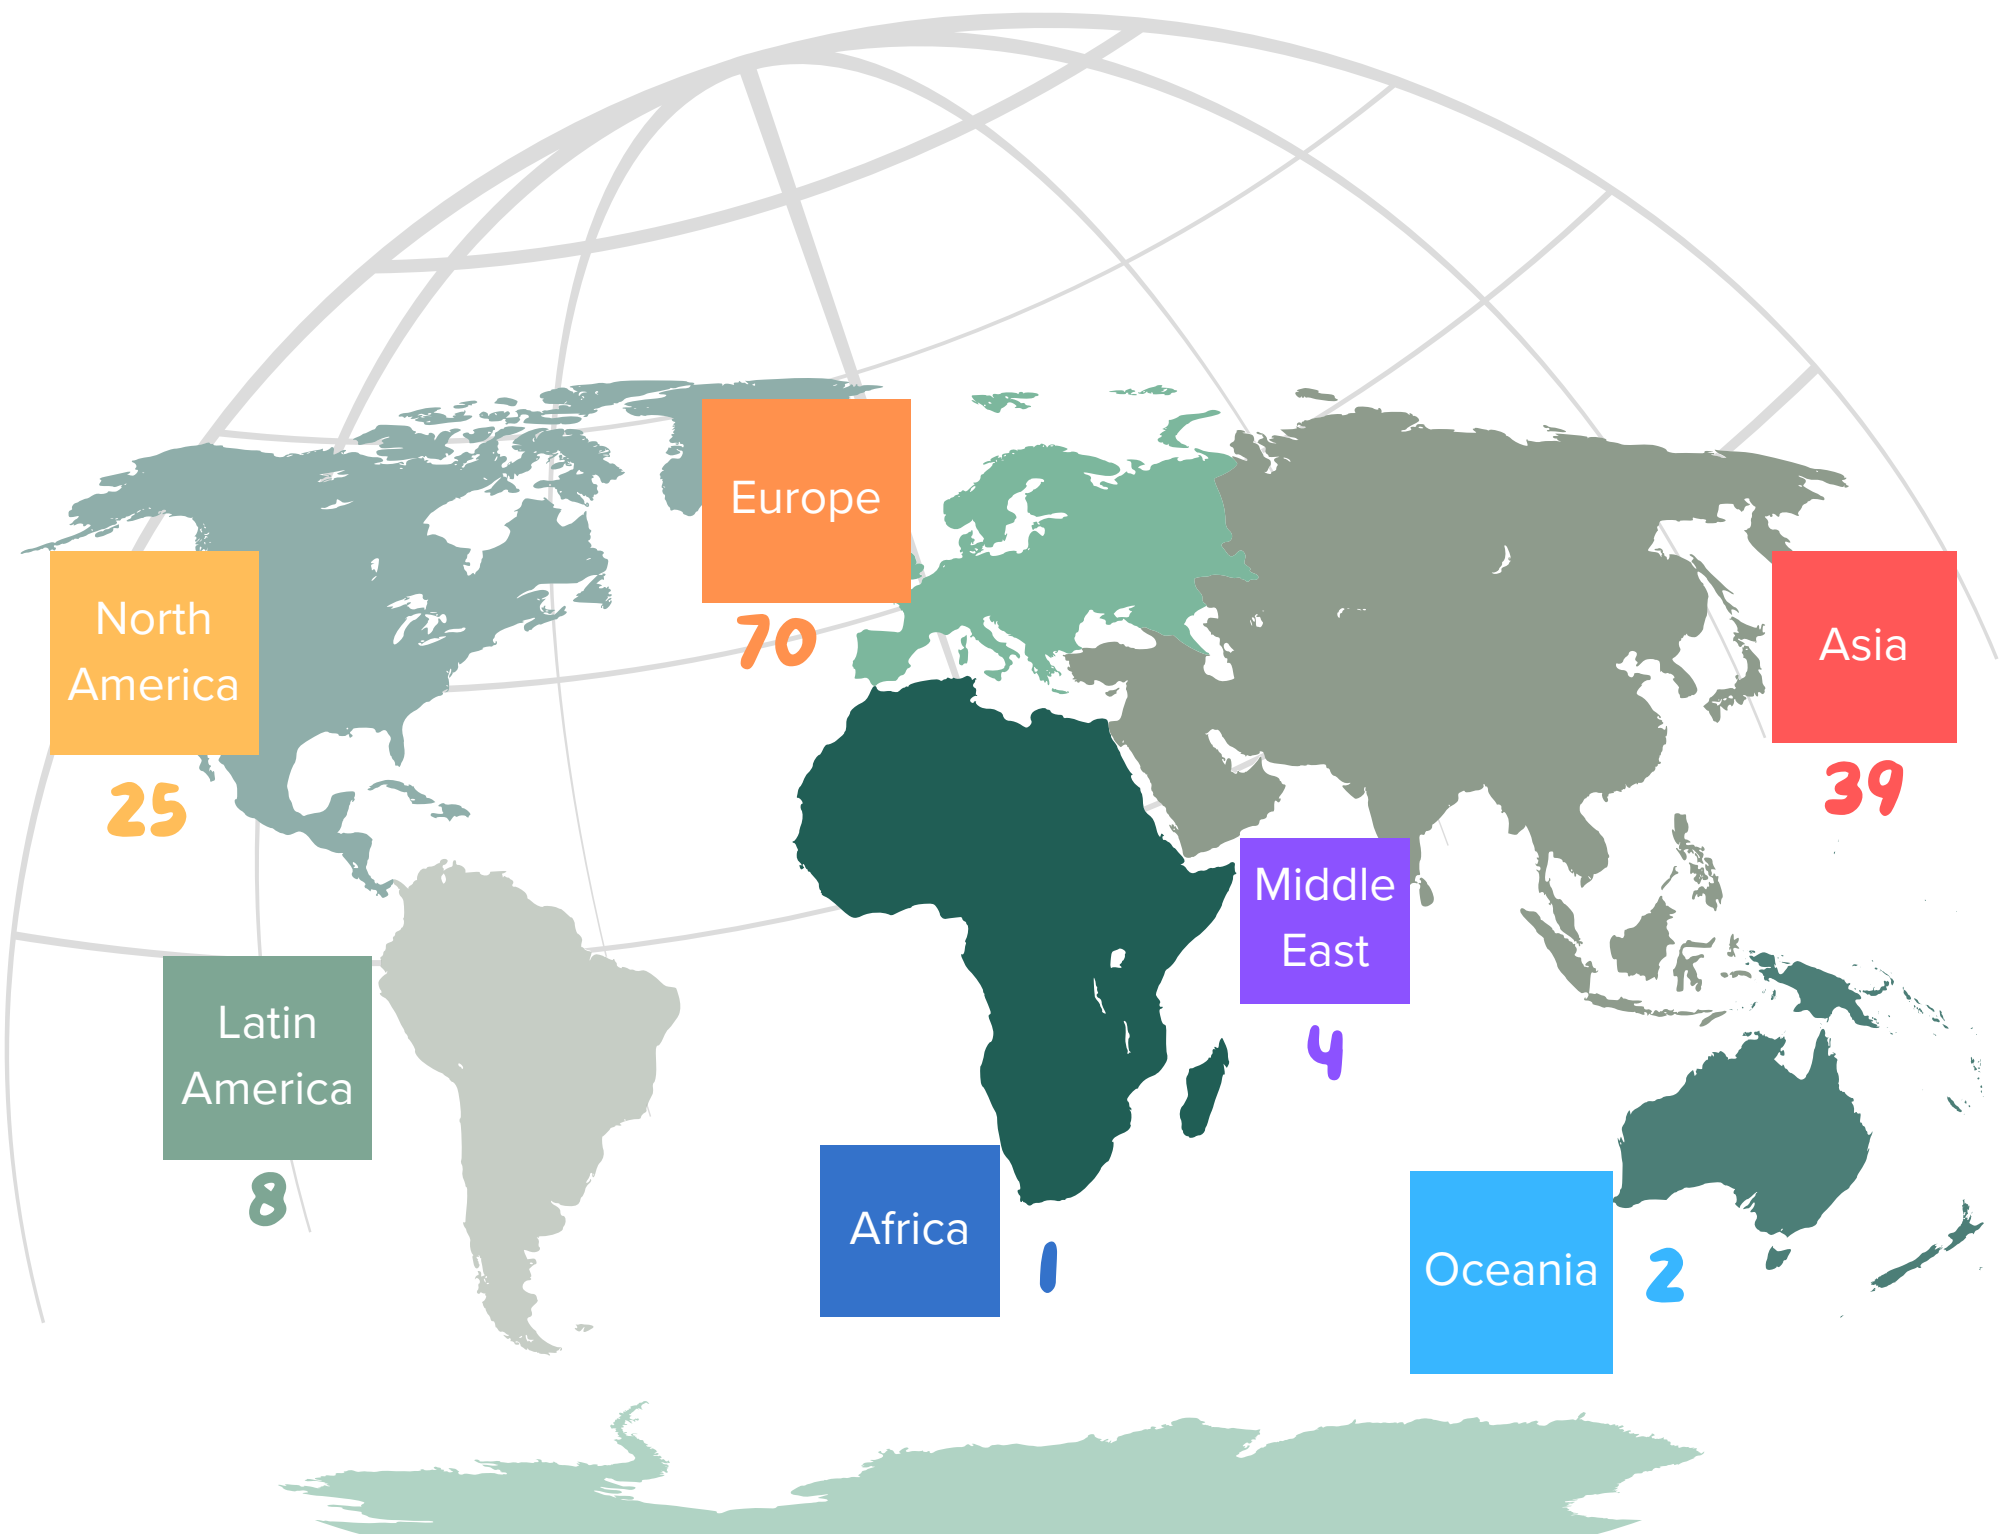 Europe
70
North
America
25
Asia
39
Middle
East
4
Latin
America
8
Africa
1
Oceania
2